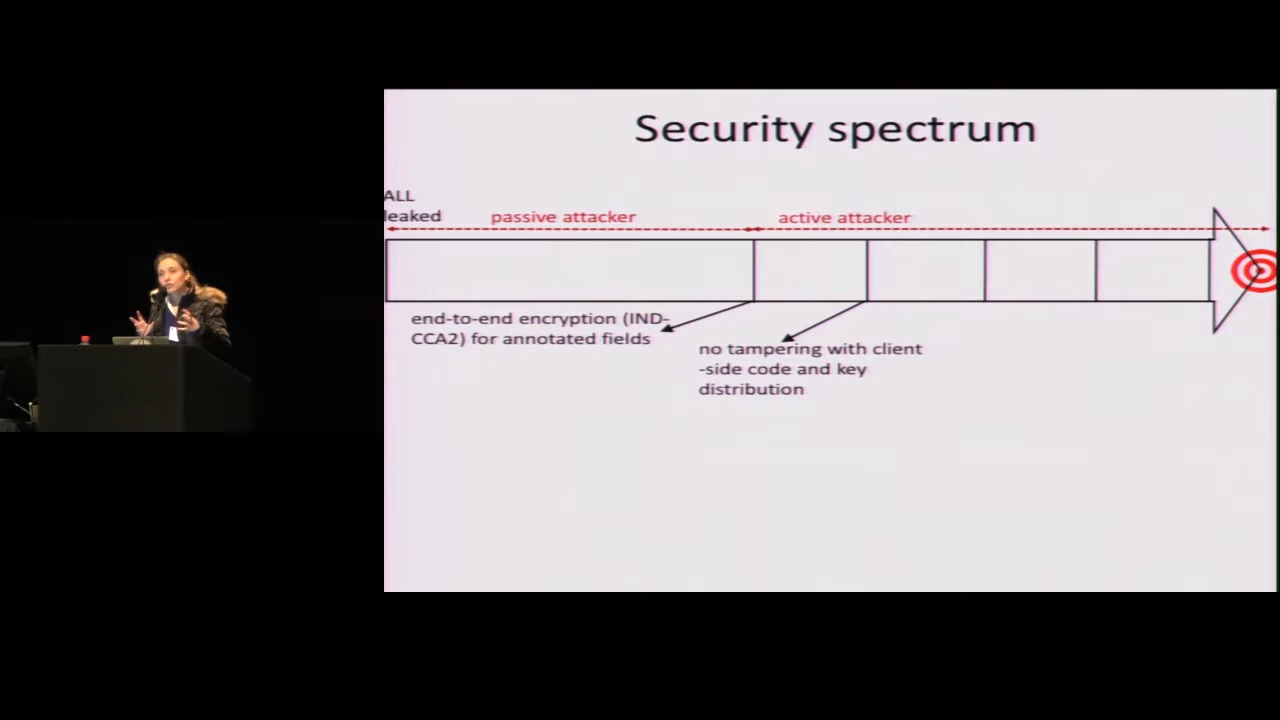 Security spectrum
ALL
leaked
passive attacker
active attacker
end-to-end encryption (IND-
CCA2) for annotated fields
no tampering with client
-side code and key
distribution